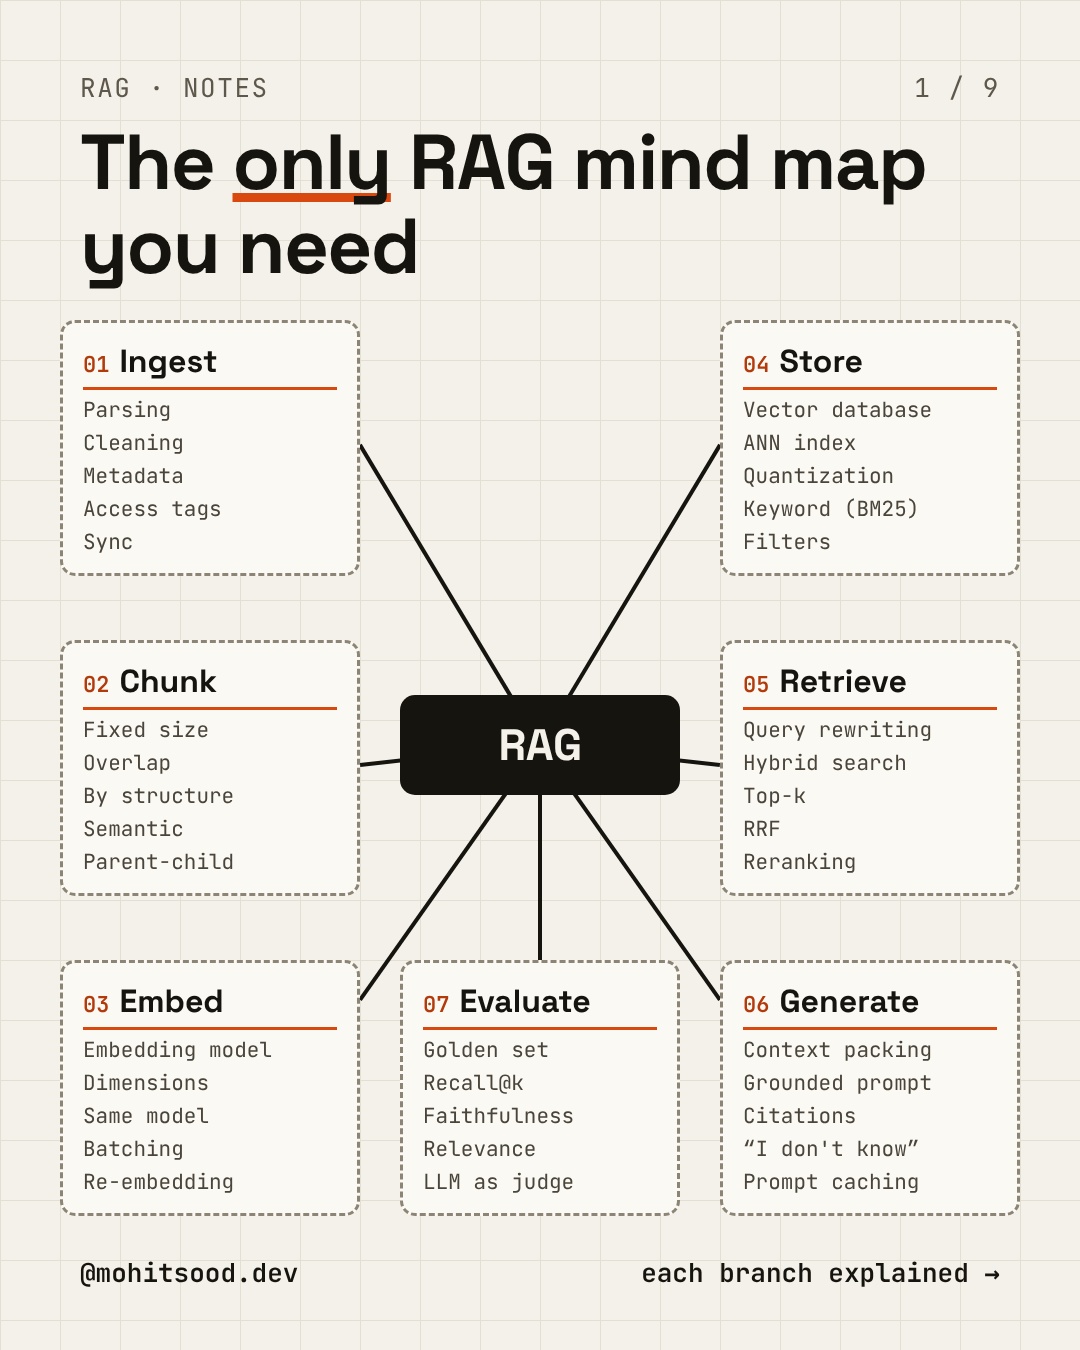 RAG · NOTES
1 / 9
The only RAG mind map
you need
01 Ingest
Parsing
Cleaning
Metadata
Access tags
Sync
02 Chunk
Fixed size
Overlap
By structure
Semantic
Parent-child
03 Embed
Embedding model
Dimensions
Same model
Batching
Re-embedding
04 Store
Vector database
ANN index
Quantization
Keyword (BM25)
Filters
05 Retrieve
Query rewriting
Hybrid search
Top-k
RRF
Reranking
06 Generate
Context packing
Grounded prompt
Citations
“I don't know”
Prompt caching
07 Evaluate
Golden set
Recall@k
Faithfulness
Relevance
LLM as judge
RAG
@mohitsood.dev
each branch explained →